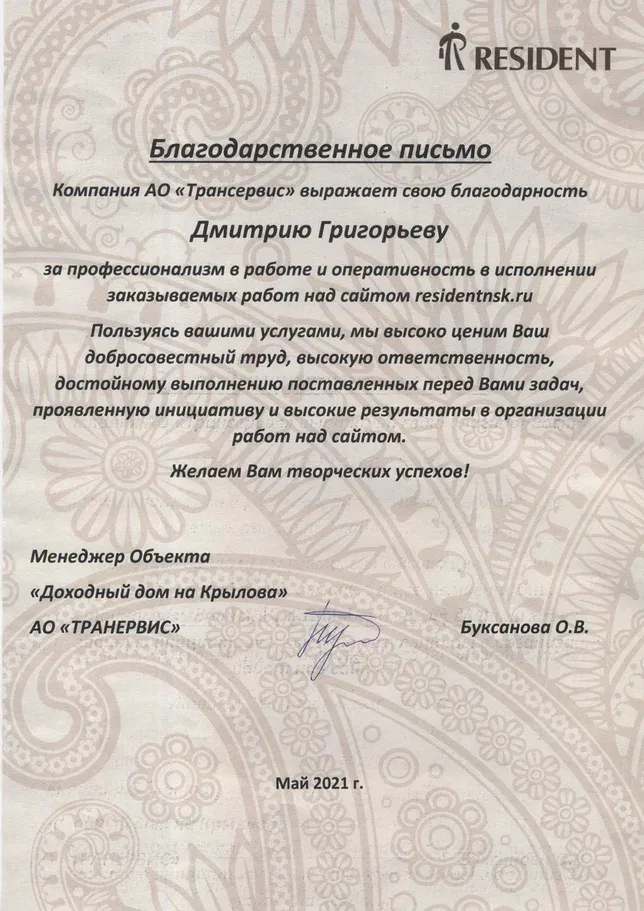 RESIDENT
Благодарственное письмо
Компания АО «Трансервис» выражает свою благодарность
Дмитрию Григорьеву
за профессионализм в работе и оперативность в исполнении
заказываемых работ над сайтом residentnsk.ru
Пользуясь вашими услугами, мы высоко ценим Ваш
добросовестный труд, высокую ответственность,
достойному выполнению поставленных перед Вами задач,
проявленную инициативу и высокие результаты в организации
работ над сайтом.
Желаем Вам творческих успехов!
Менеджер Объекта
«Доходный дом на Крылова»
АО «ТРАНЕРВИС» Буксанова О.В.
Май 2021 г.